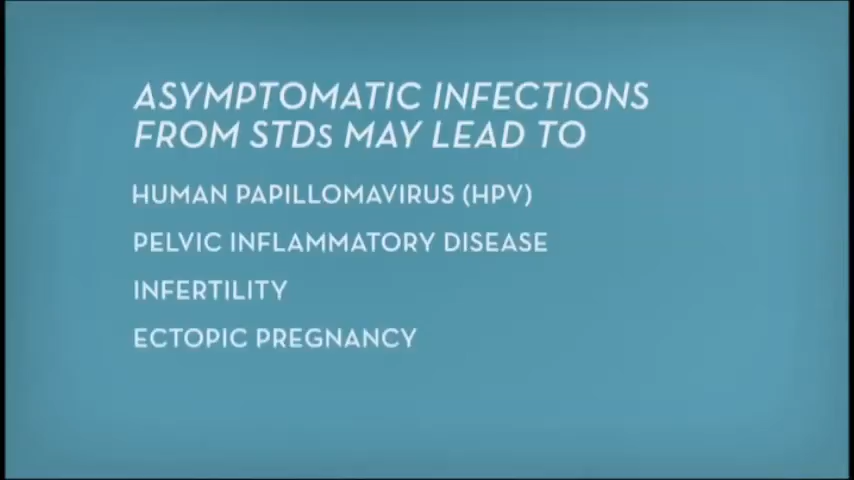 ASYMPTOMATIC INFECTIONS
FROM STDs MAY LEAD TO
HUMAN PAPILLOMAVIRUS (HPV)
PELVIC INFLAMMATORY DISEASE
INFERTILITY
ECTOPIC PREGNANCY